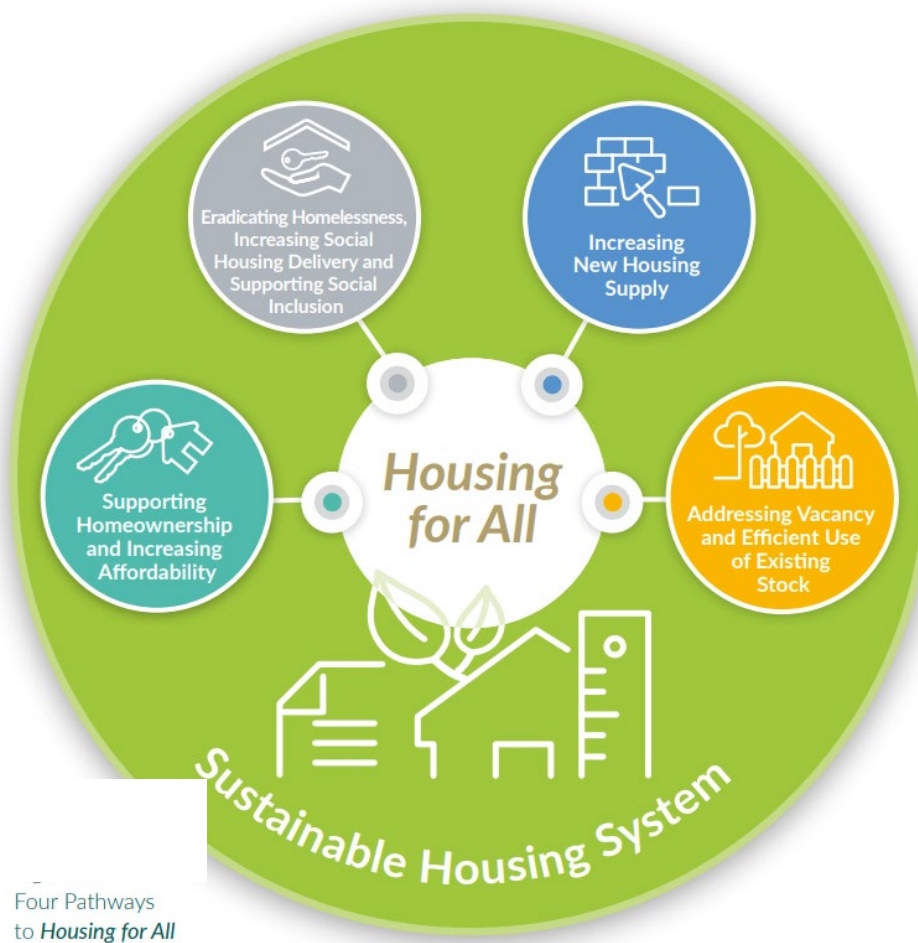 Eradicating Homelessness,
Increasing Social
Housing Delivery and
Supporting Social
Inclusion
Increasing
New Housing
Supply
Supporting
Homeownership
and Increasing
Affordability
Housing
for All
Addressing Vacancy
and Efficient Use
of Existing
Stock
Sustainable Housing System
Four Pathways
to Housing for All